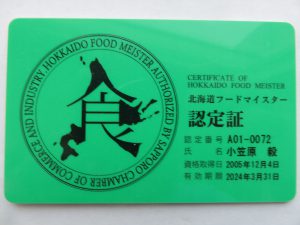 HOKKAIDO FOOD MEISTER AUTHORIZED BY SAPPORO CHAMBER OF COMMERCE AND INDUSTRY
食
CERTIFICATE OF
HOKKAIDO FOOD MEISTER
北海道フードマイスター
認定証
認定番号 A01-0072
氏名 小笠原 毅
資格取得日 2005年12月4日
有効期限 2024年3月31日